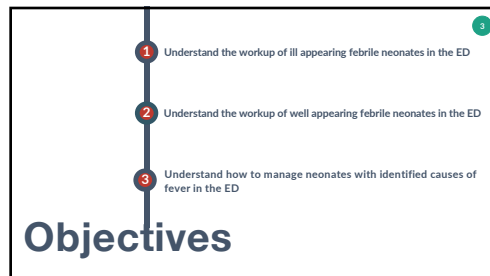 3
1 Understand the workup of ill appearing febrile neonates in the ED
2 Understand the workup of well appearing febrile neonates in the ED
3 Understand how to manage neonates with identified causes of
fever in the ED
Objectives